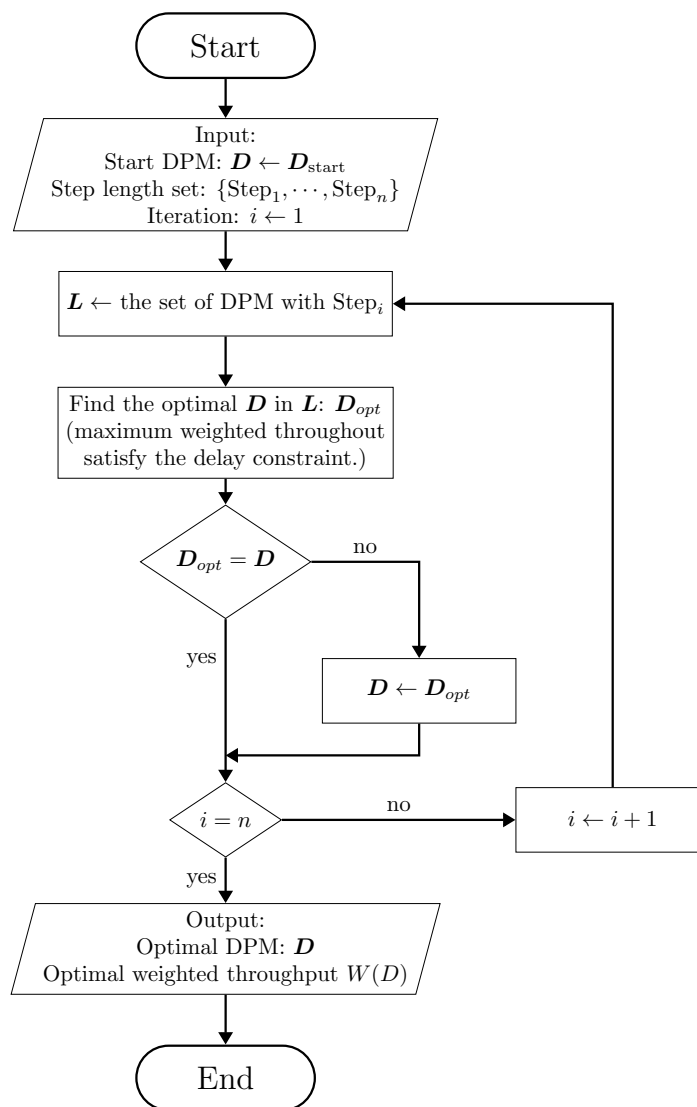 Start
Input:
Start DPM: D ← D_start
Step length set: {Step_1, ⋯, Step_n}
Iteration: i ← 1
L ← the set of DPM with Step_i
Find the optimal D in L: D_opt
(maximum weighted throughout
satisfy the delay constraint.)
D_opt = D
no
yes
D ← D_opt
i = n
no
i ← i + 1
yes
Output:
Optimal DPM: D
Optimal weighted throughput W(D)
End